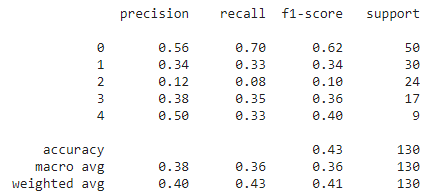 precision recall f1-score support
0 0.56 0.70 0.62 50
1 0.34 0.33 0.34 30
2 0.12 0.08 0.10 24
3 0.38 0.35 0.36 17
4 0.50 0.33 0.40 9
accuracy 0.43 130
macro avg 0.38 0.36 0.36 130
weighted avg 0.40 0.43 0.41 130